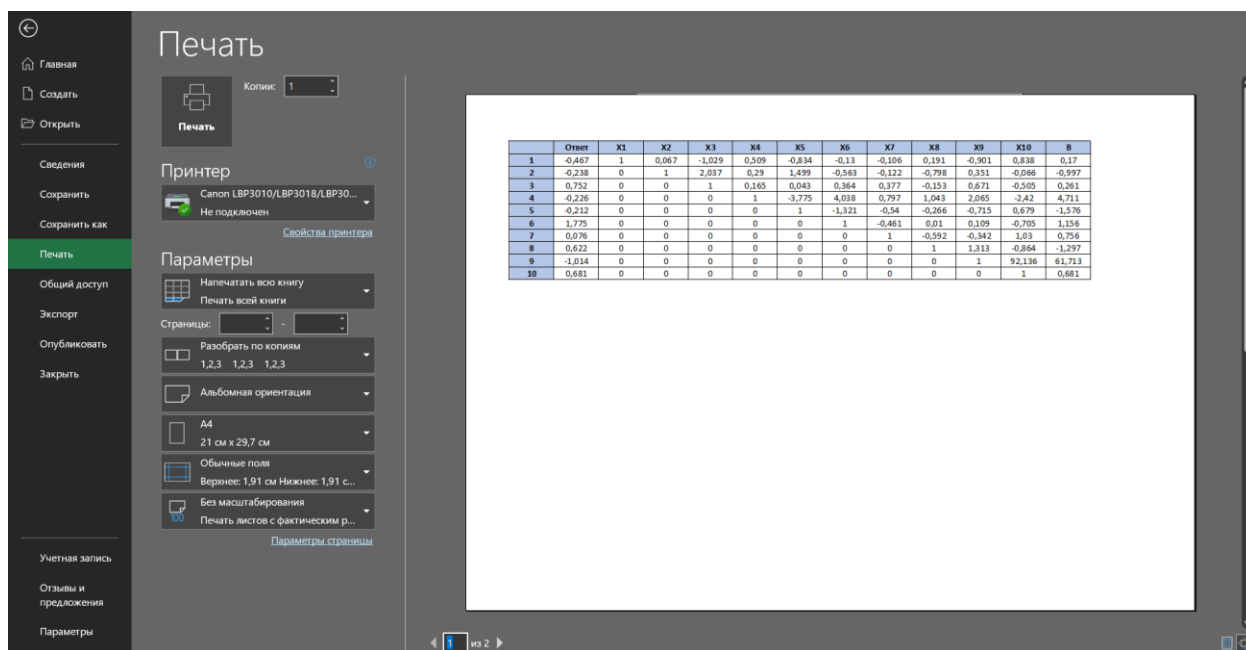 Печать
Главная
Создать
Открыть
Сведения
Сохранить
Сохранить как
Печать
Общий доступ
Экспорт
Опубликовать
Закрыть
Учетная запись
Отзывы и
предложения
Параметры
Печать
Копии: 1
Принтер
Canon LBP3010/LBP3018/LBP30...
Не подключен
Свойства принтера
Параметры
Напечатать всю книгу
Печать всей книги
Страницы: -
Разобрать по копиям
1,2,3 1,2,3 1,2,3
Альбомная ориентация
A4
21 см x 29,7 см
Обычные поля
Верхнее: 1,91 см Нижнее: 1,91 с...
Без масштабирования
100
Печать листов с фактическим р...
Параметры страницы
Ответ X1 X2 X3 X4 X5 X6 X7 X8 X9 X10 B
1 -0,467 1 0,067 -1,029 0,509 -0,834 -0,13 -0,106 0,191 -0,901 0,838 0,17
2 -0,238 0 1 2,037 0,29 1,499 -0,563 -0,122 -0,798 0,351 -0,066 -0,997
3 0,752 0 0 1 0,165 0,043 0,364 0,377 -0,153 0,671 -0,505 0,261
4 -0,226 0 0 0 1 -3,775 4,038 0,797 1,043 2,065 -2,42 4,711
5 -0,212 0 0 0 0 1 -1,321 -0,54 -0,266 -0,715 0,679 -1,576
6 1,775 0 0 0 0 0 1 -0,461 0,01 0,109 -0,705 1,156
7 0,076 0 0 0 0 0 0 1 -0,592 -0,342 1,03 0,756
8 0,622 0 0 0 0 0 0 0 1 1,313 -0,864 -1,297
9 -1,014 0 0 0 0 0 0 0 0 1 92,136 61,713
10 0,681 0 0 0 0 0 0 0 0 0 1 0,681
1 из 2